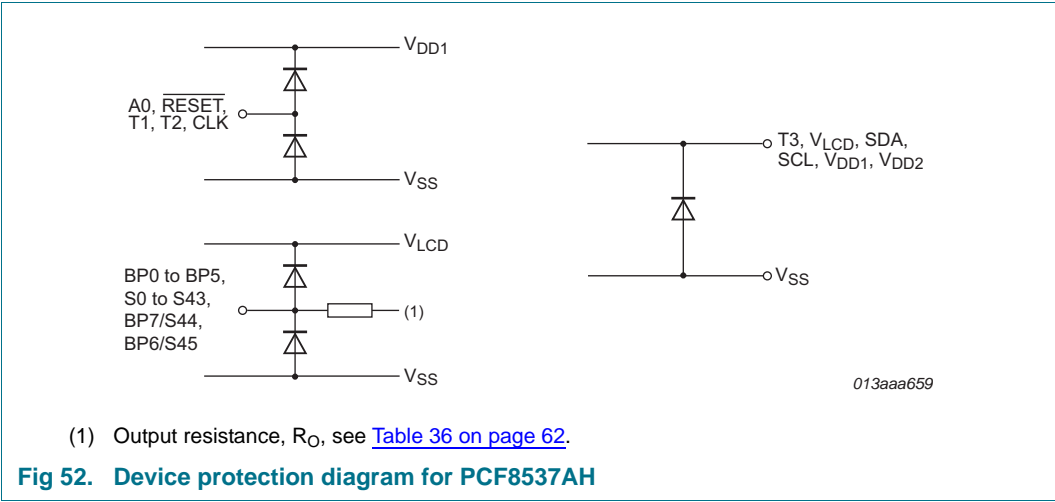 VDD1
A0, RESET,
T1, T2, CLK
VSS
VLCD
BP0 to BP5,
S0 to S43,
BP7/S44,
BP6/S45
(1)
VSS
T3, VLCD, SDA,
SCL, VDD1, VDD2
VSS
013aaa659
(1) Output resistance, RO, see Table 36 on page 62.
Fig 52. Device protection diagram for PCF8537AH